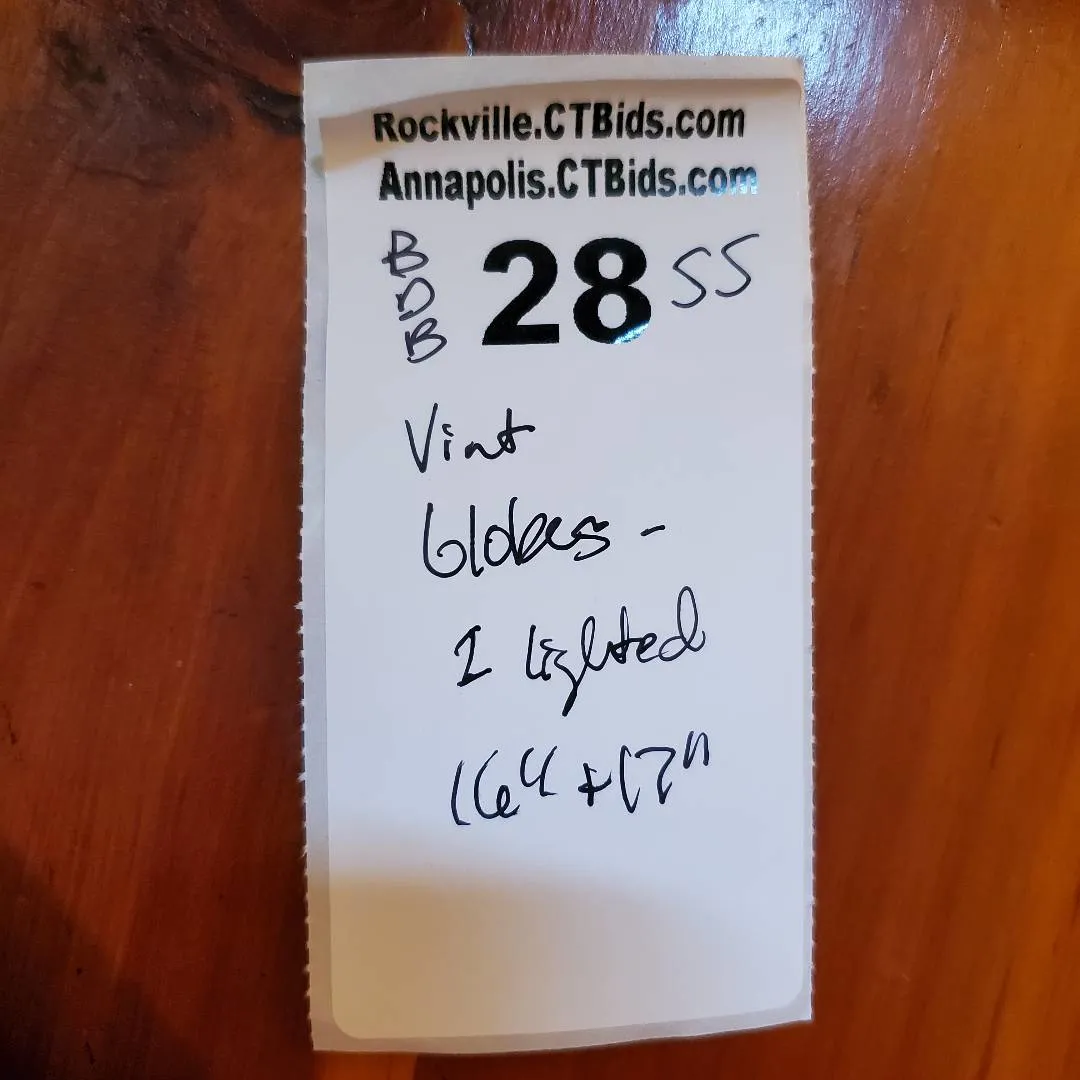 Rockville.CTBids.com
Annapolis.CTBids.com
BDB 28 SS
Vint
Globes -
1 lighted
16" + 17"